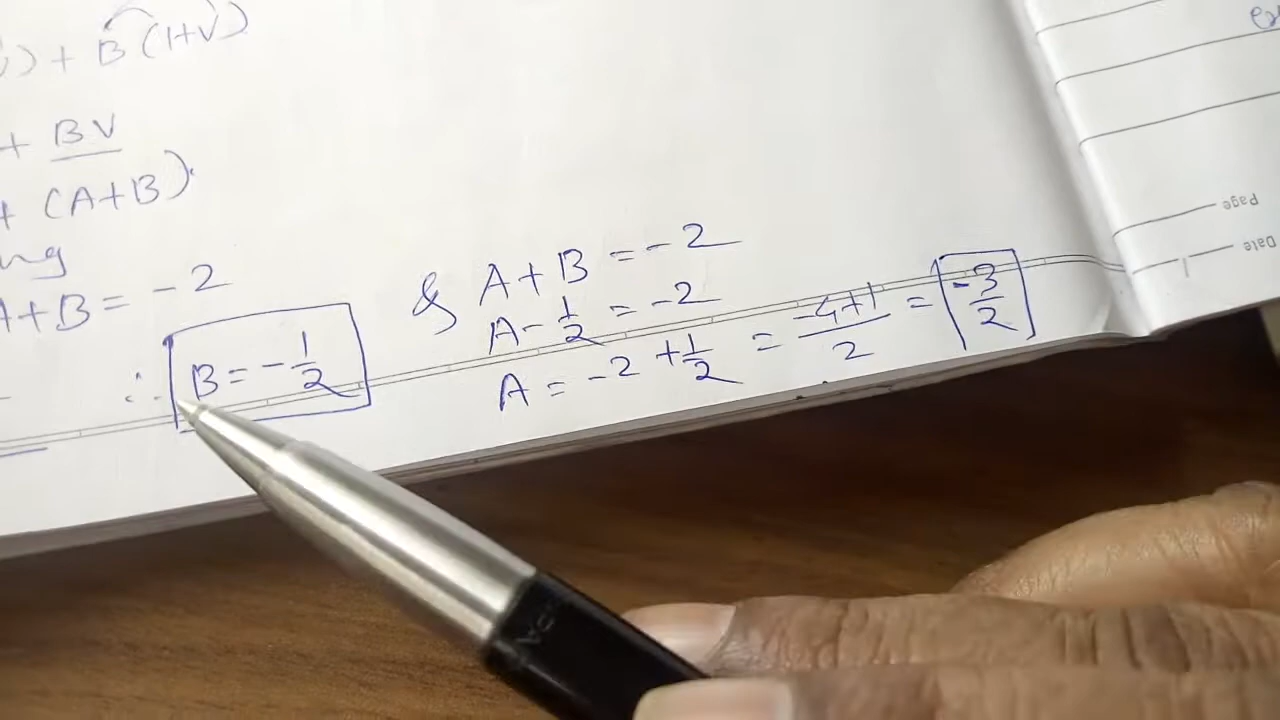 ) + B (1+V)
+ BV
+ (A+B)
ng
A+B = -2
∴ B = -1/2
& A+B = -2
A - 1/2 = -2
A = -2 + 1/2 = (-4+1)/2 = -3/2
Page
Date